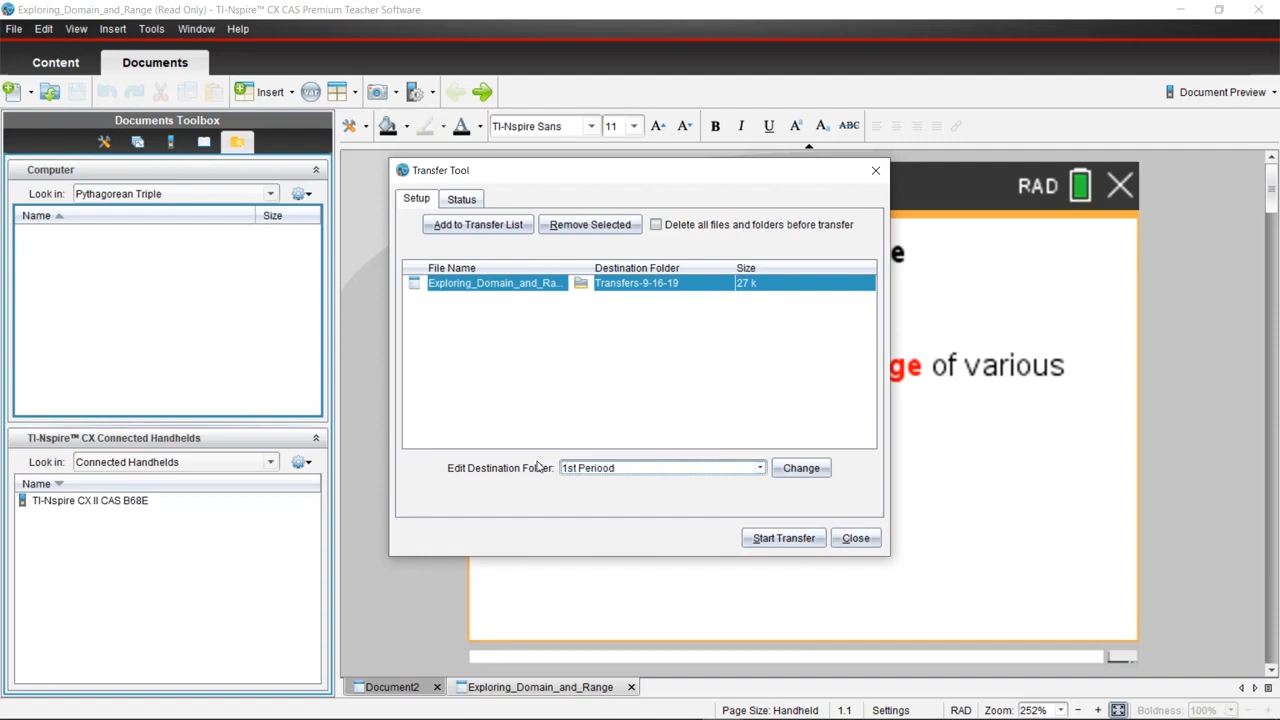 Exploring_Domain_and_Range (Read Only) - TI-Nspire™ CX CAS Premium Teacher Software
File Edit View Insert Tools Window Help
Content Documents
Insert VAR Document Preview
Documents Toolbox
TI-Nspire Sans 11 A A B I U A A ABC
Computer
Look in: Pythagorean Triple
Name Size
Transfer Tool
RAD
Setup Status
Add to Transfer List Remove Selected Delete all files and folders before transfer
e
File Name Destination Folder Size
Exploring_Domain_and_Ra... Transfers-9-16-19 27 k
ge of various
TI-Nspire™ CX Connected Handhelds
Look in: Connected Handhelds
Edit Destination Folder: 1st Periood Change
Name
TI-Nspire CX II CAS B68E
Start Transfer Close
Document2 Exploring_Domain_and_Range
Page Size: Handheld 1.1 Settings RAD Zoom: 252% - + Boldness: 100% - +